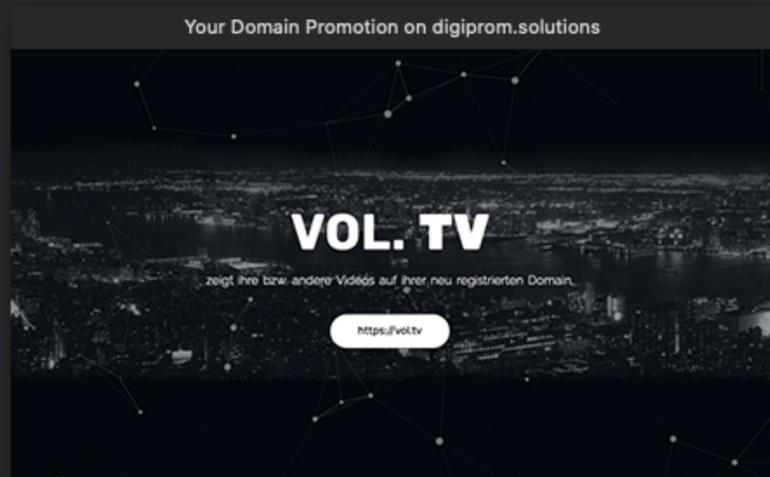 Your Domain Promotion on digiprom.solutions
VOL. TV
zeigt ihre bzw. andere Videos auf ihrer neu registrierten Domain.
https://vol.tv